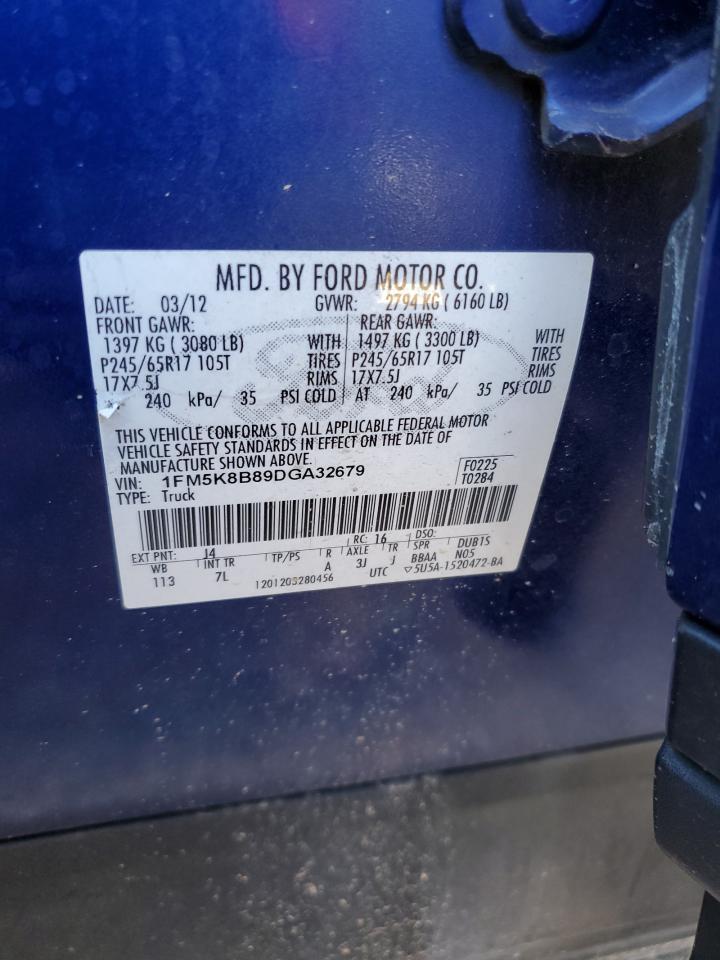 MFD. BY FORD MOTOR CO.
DATE: 03/12 GVWR: 2794 KG ( 6160 LB)
FRONT GAWR: REAR GAWR:
1397 KG ( 3080 LB) WITH 1497 KG ( 3300 LB) WITH
P245/65R17 105T TIRES P245/65R17 105T TIRES
17X7.5J RIMS 17X7.5J RIMS
240 kPa/ 35 PSI COLD AT 240 kPa/ 35 PSI COLD
THIS VEHICLE CONFORMS TO ALL APPLICABLE FEDERAL MOTOR
VEHICLE SAFETY STANDARDS IN EFFECT ON THE DATE OF
MANUFACTURE SHOWN ABOVE.
VIN: 1FM5K8B89DGA32679 F0225
TYPE: Truck T0284
EXT PNT: J4 RC: 16 DSO:
WB INT TR TP/PS R AXLE TR SPR DUB1S
113 7L A 3J J BBAA N05
1201203280456 UTC ▽5U5A-1520472-BA